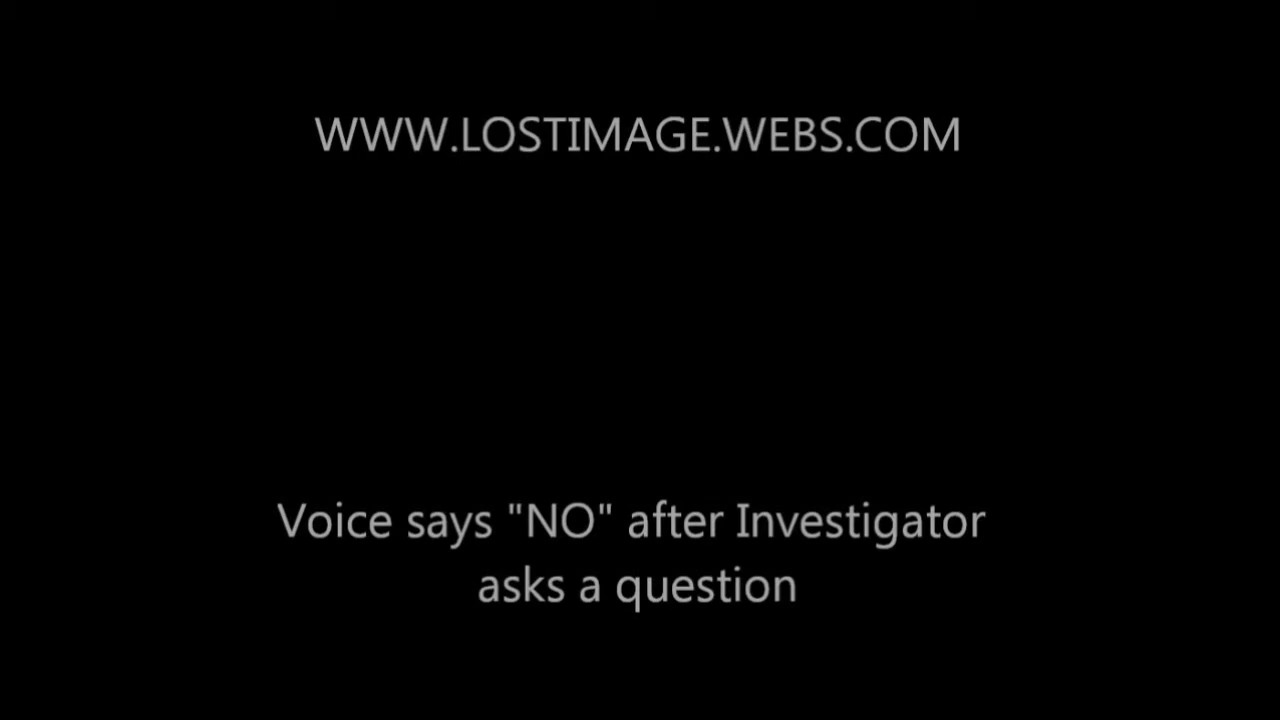 WWW.LOSTIMAGE.WEBS.COM
Voice says "NO" after Investigator
asks a question